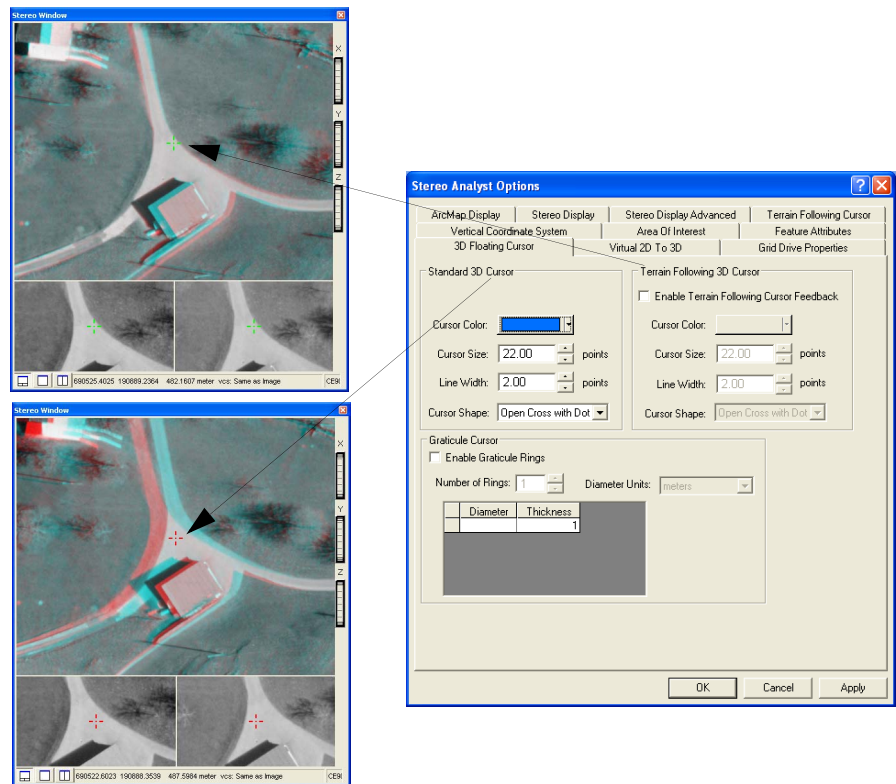 Stereo Window
X
Y
Z
690525.4025 190889.2364 482.1607 meter vcs: Same as Image CE90
Stereo Window
X
Y
Z
690522.6023 190888.3539 487.5984 meter vcs: Same as Image CE90
Stereo Analyst Options
ArcMap Display Stereo Display Stereo Display Advanced Terrain Following Cursor
Vertical Coordinate System Area Of Interest Feature Attributes
3D Floating Cursor Virtual 2D To 3D Grid Drive Properties
Standard 3D Cursor
Cursor Color:
Cursor Size: 22.00 points
Line Width: 2.00 points
Cursor Shape: Open Cross with Dot
Terrain Following 3D Cursor
Enable Terrain Following Cursor Feedback
Cursor Color:
Cursor Size: 22.00 points
Line Width: 2.00 points
Cursor Shape: Open Cross with Dot
Graticule Cursor
Enable Graticule Rings
Number of Rings: 1 Diameter Units: meters
Diameter Thickness
1
OK Cancel Apply